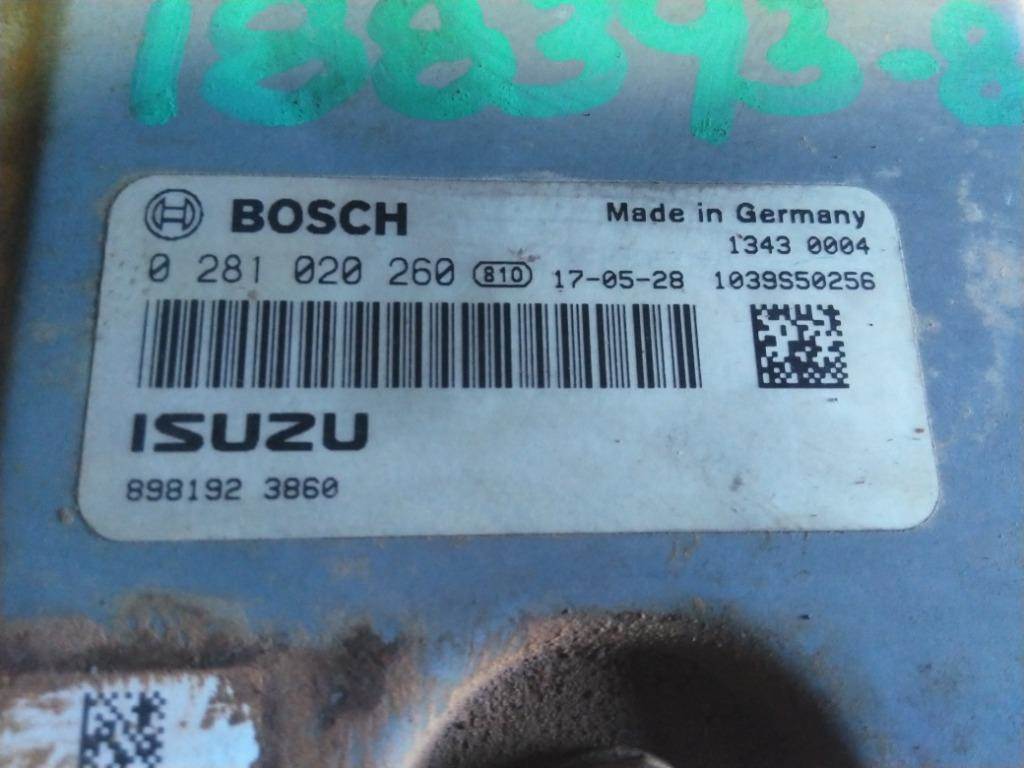 188393-8
BOSCH Made in Germany
1343 0004
0 281 020 260 810 17-05-28 1039S50256
ISUZU
898192 3860